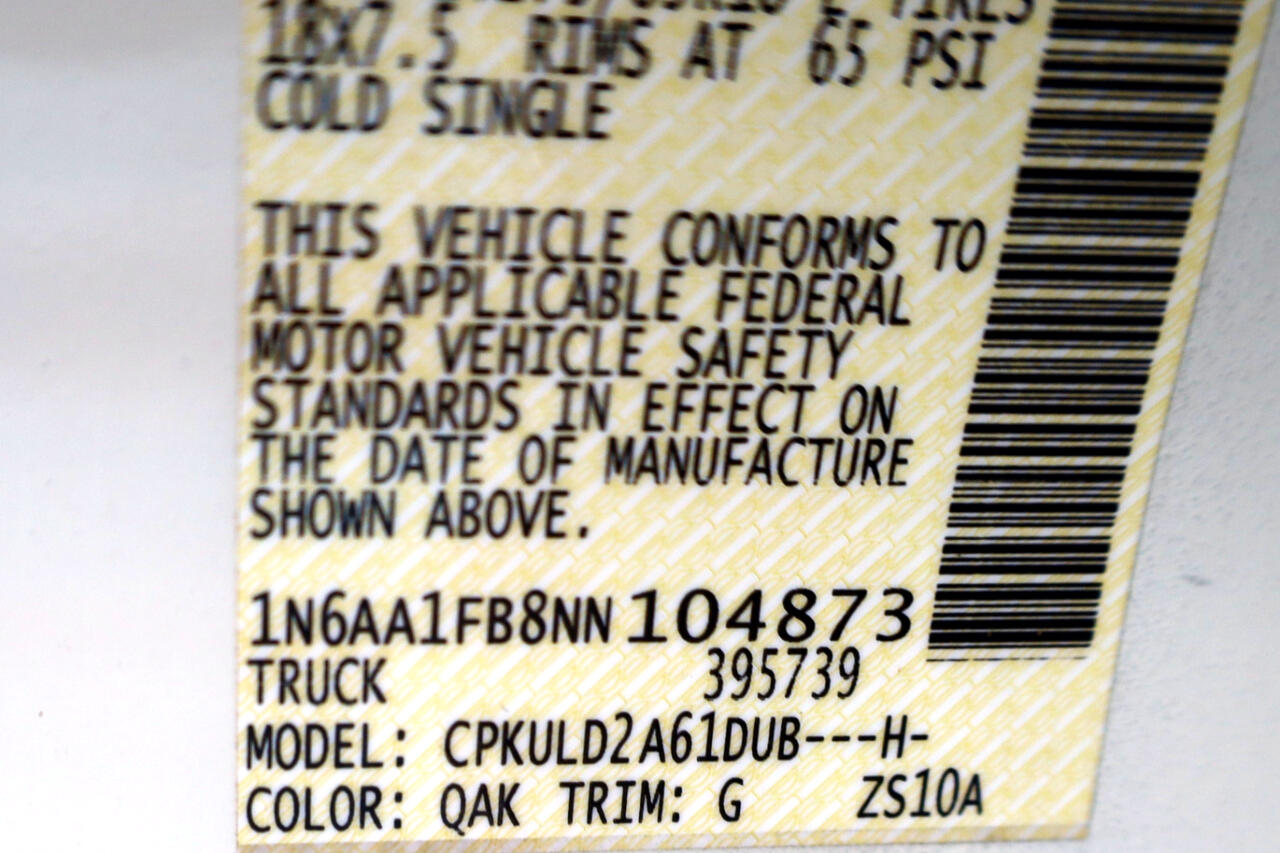 TIRES
18X7.5 RIMS AT 65 PSI
COLD SINGLE
THIS VEHICLE CONFORMS TO
ALL APPLICABLE FEDERAL
MOTOR VEHICLE SAFETY
STANDARDS IN EFFECT ON
THE DATE OF MANUFACTURE
SHOWN ABOVE.
1N6AA1FB8NN104873
TRUCK 395739
MODEL: CPKULD2A61DUB---H-
COLOR: QAK TRIM: G ZS10A